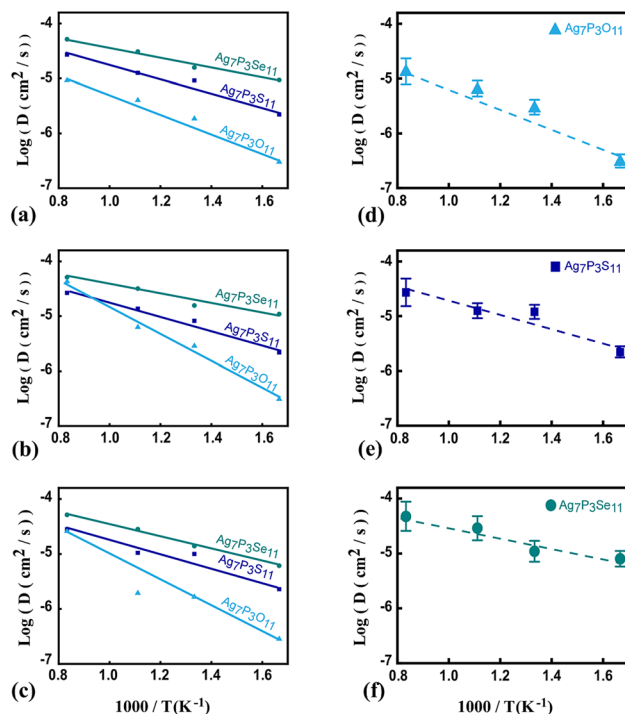 -4
-5
-6
-7
Log ( D ( cm2 / s ) )
Ag7P3Se11
Ag7P3S11
Ag7P3O11
0.8 1.0 1.2 1.4 1.6
(a)
-4
-5
-6
-7
Log ( D ( cm2 / s ) )
Ag7P3O11
0.8 1.0 1.2 1.4 1.6
(d)
-4
-5
-6
-7
Log ( D ( cm2 / s ) )
Ag7P3Se11
Ag7P3S11
Ag7P3O11
0.8 1.0 1.2 1.4 1.6
(b)
-4
-5
-6
-7
Log ( D ( cm2 / s ) )
Ag7P3S11
0.8 1.0 1.2 1.4 1.6
(e)
-4
-5
-6
-7
Log ( D ( cm2 / s ) )
Ag7P3Se11
Ag7P3S11
Ag7P3O11
0.8 1.0 1.2 1.4 1.6
(c)
1000 / T(K-1)
-4
-5
-6
-7
Log ( D ( cm2 / s ) )
Ag7P3Se11
0.8 1.0 1.2 1.4 1.6
(f)
1000 / T(K-1)